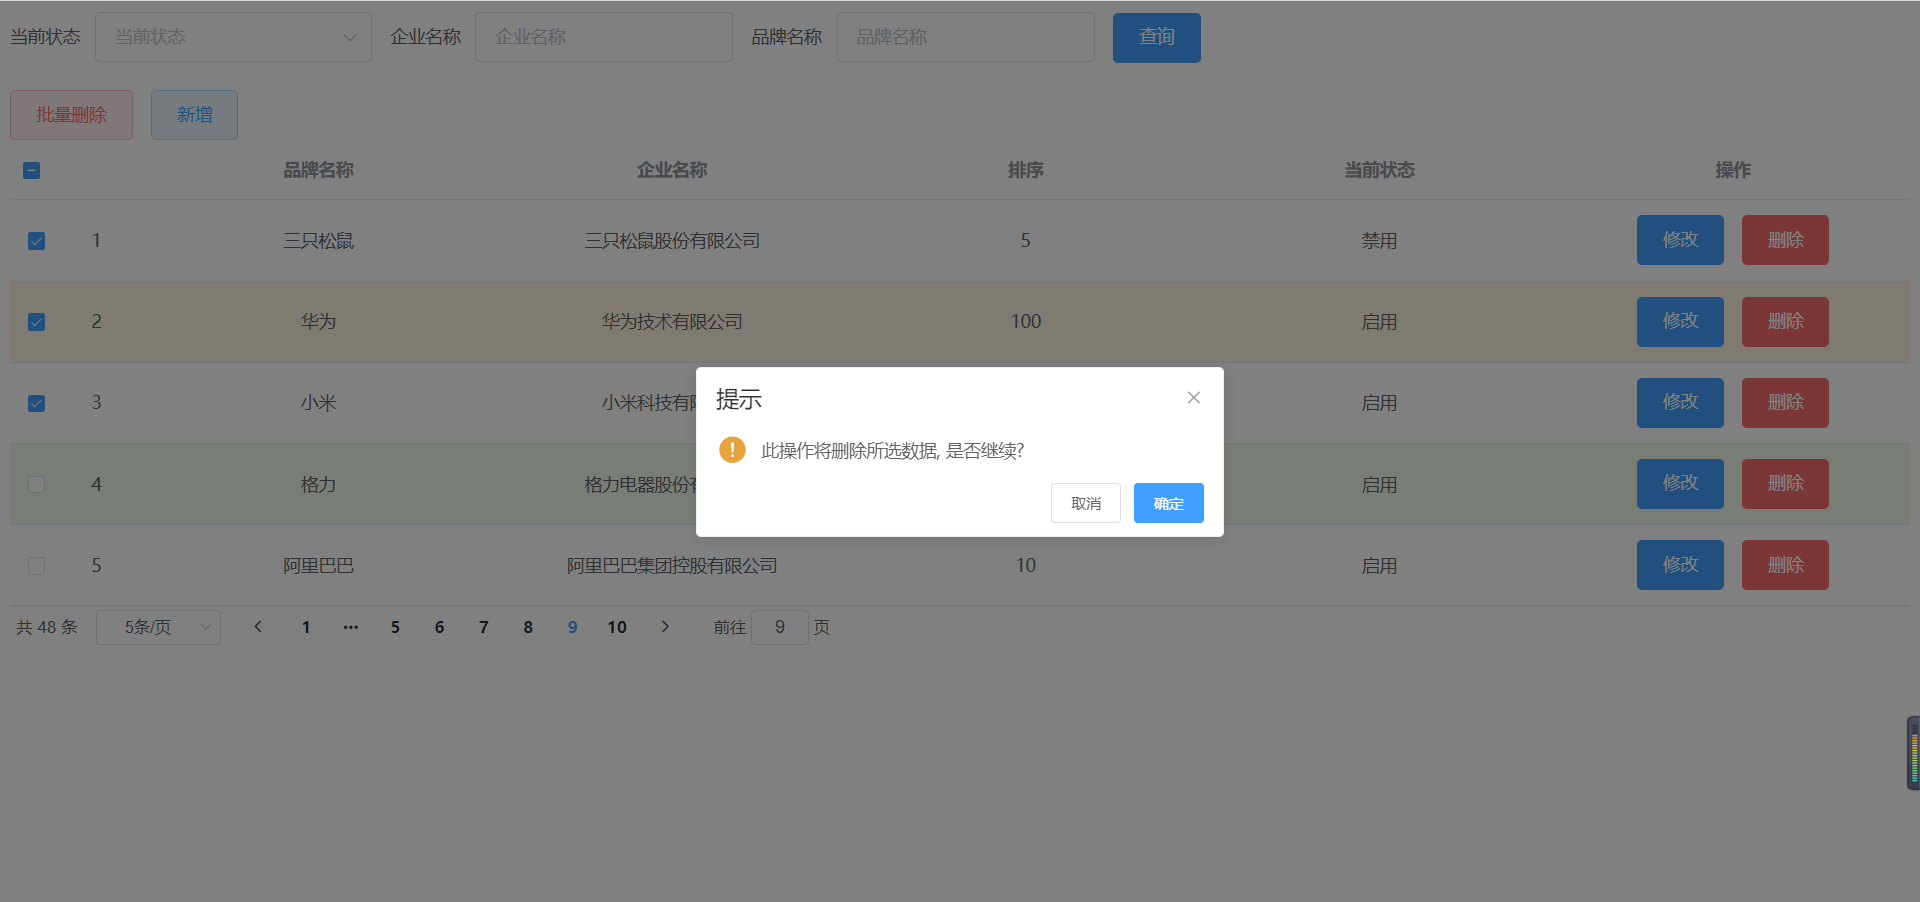 当前状态 当前状态 企业名称 企业名称 品牌名称 品牌名称 查询
批量删除 新增
品牌名称 企业名称 排序 当前状态 操作
1 三只松鼠 三只松鼠股份有限公司 5 禁用 修改 删除
2 华为 华为技术有限公司 100 启用 修改 删除
3 小米 小米科技有 启用 修改 删除
4 格力 格力电器股份 启用 修改 删除
5 阿里巴巴 阿里巴巴集团控股有限公司 10 启用 修改 删除
提示
此操作将删除所选数据, 是否继续?
取消 确定
共 48 条 5条/页 1 ••• 5 6 7 8 9 10 前往 9 页